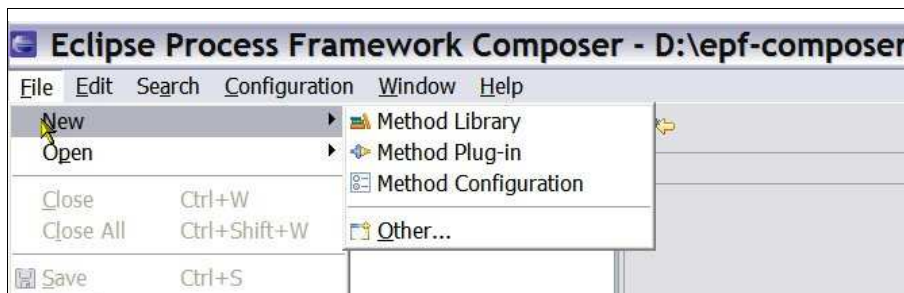 Eclipse Process Framework Composer - D:\epf-composer
File Edit Search Configuration Window Help
New
Method Library
Open
Method Plug-in
Method Configuration
Close Ctrl+W
Close All Ctrl+Shift+W
Other...
Save Ctrl+S